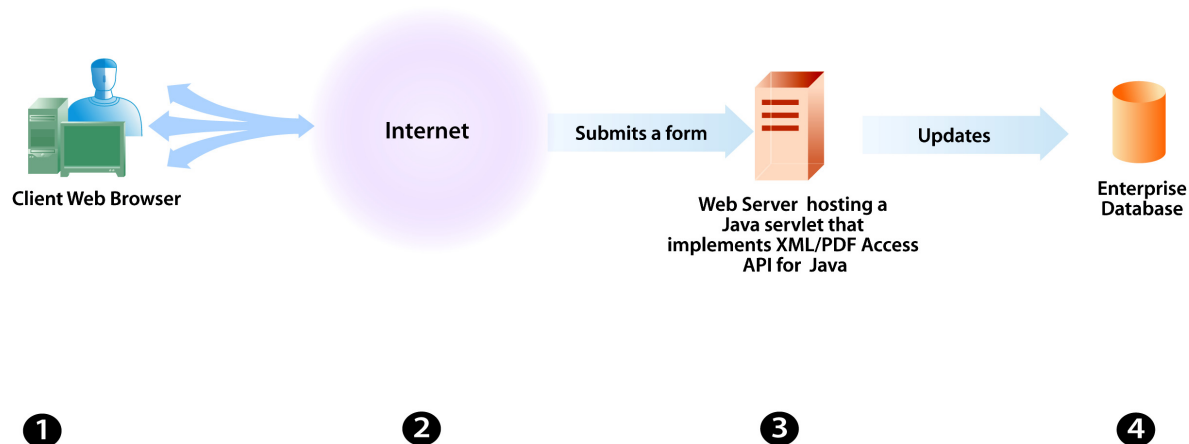 Client Web Browser
Internet
Submits a form
Web Server hosting a
Java servlet that
implements XML/PDF Access
API for Java
Updates
Enterprise
Database
1
2
3
4